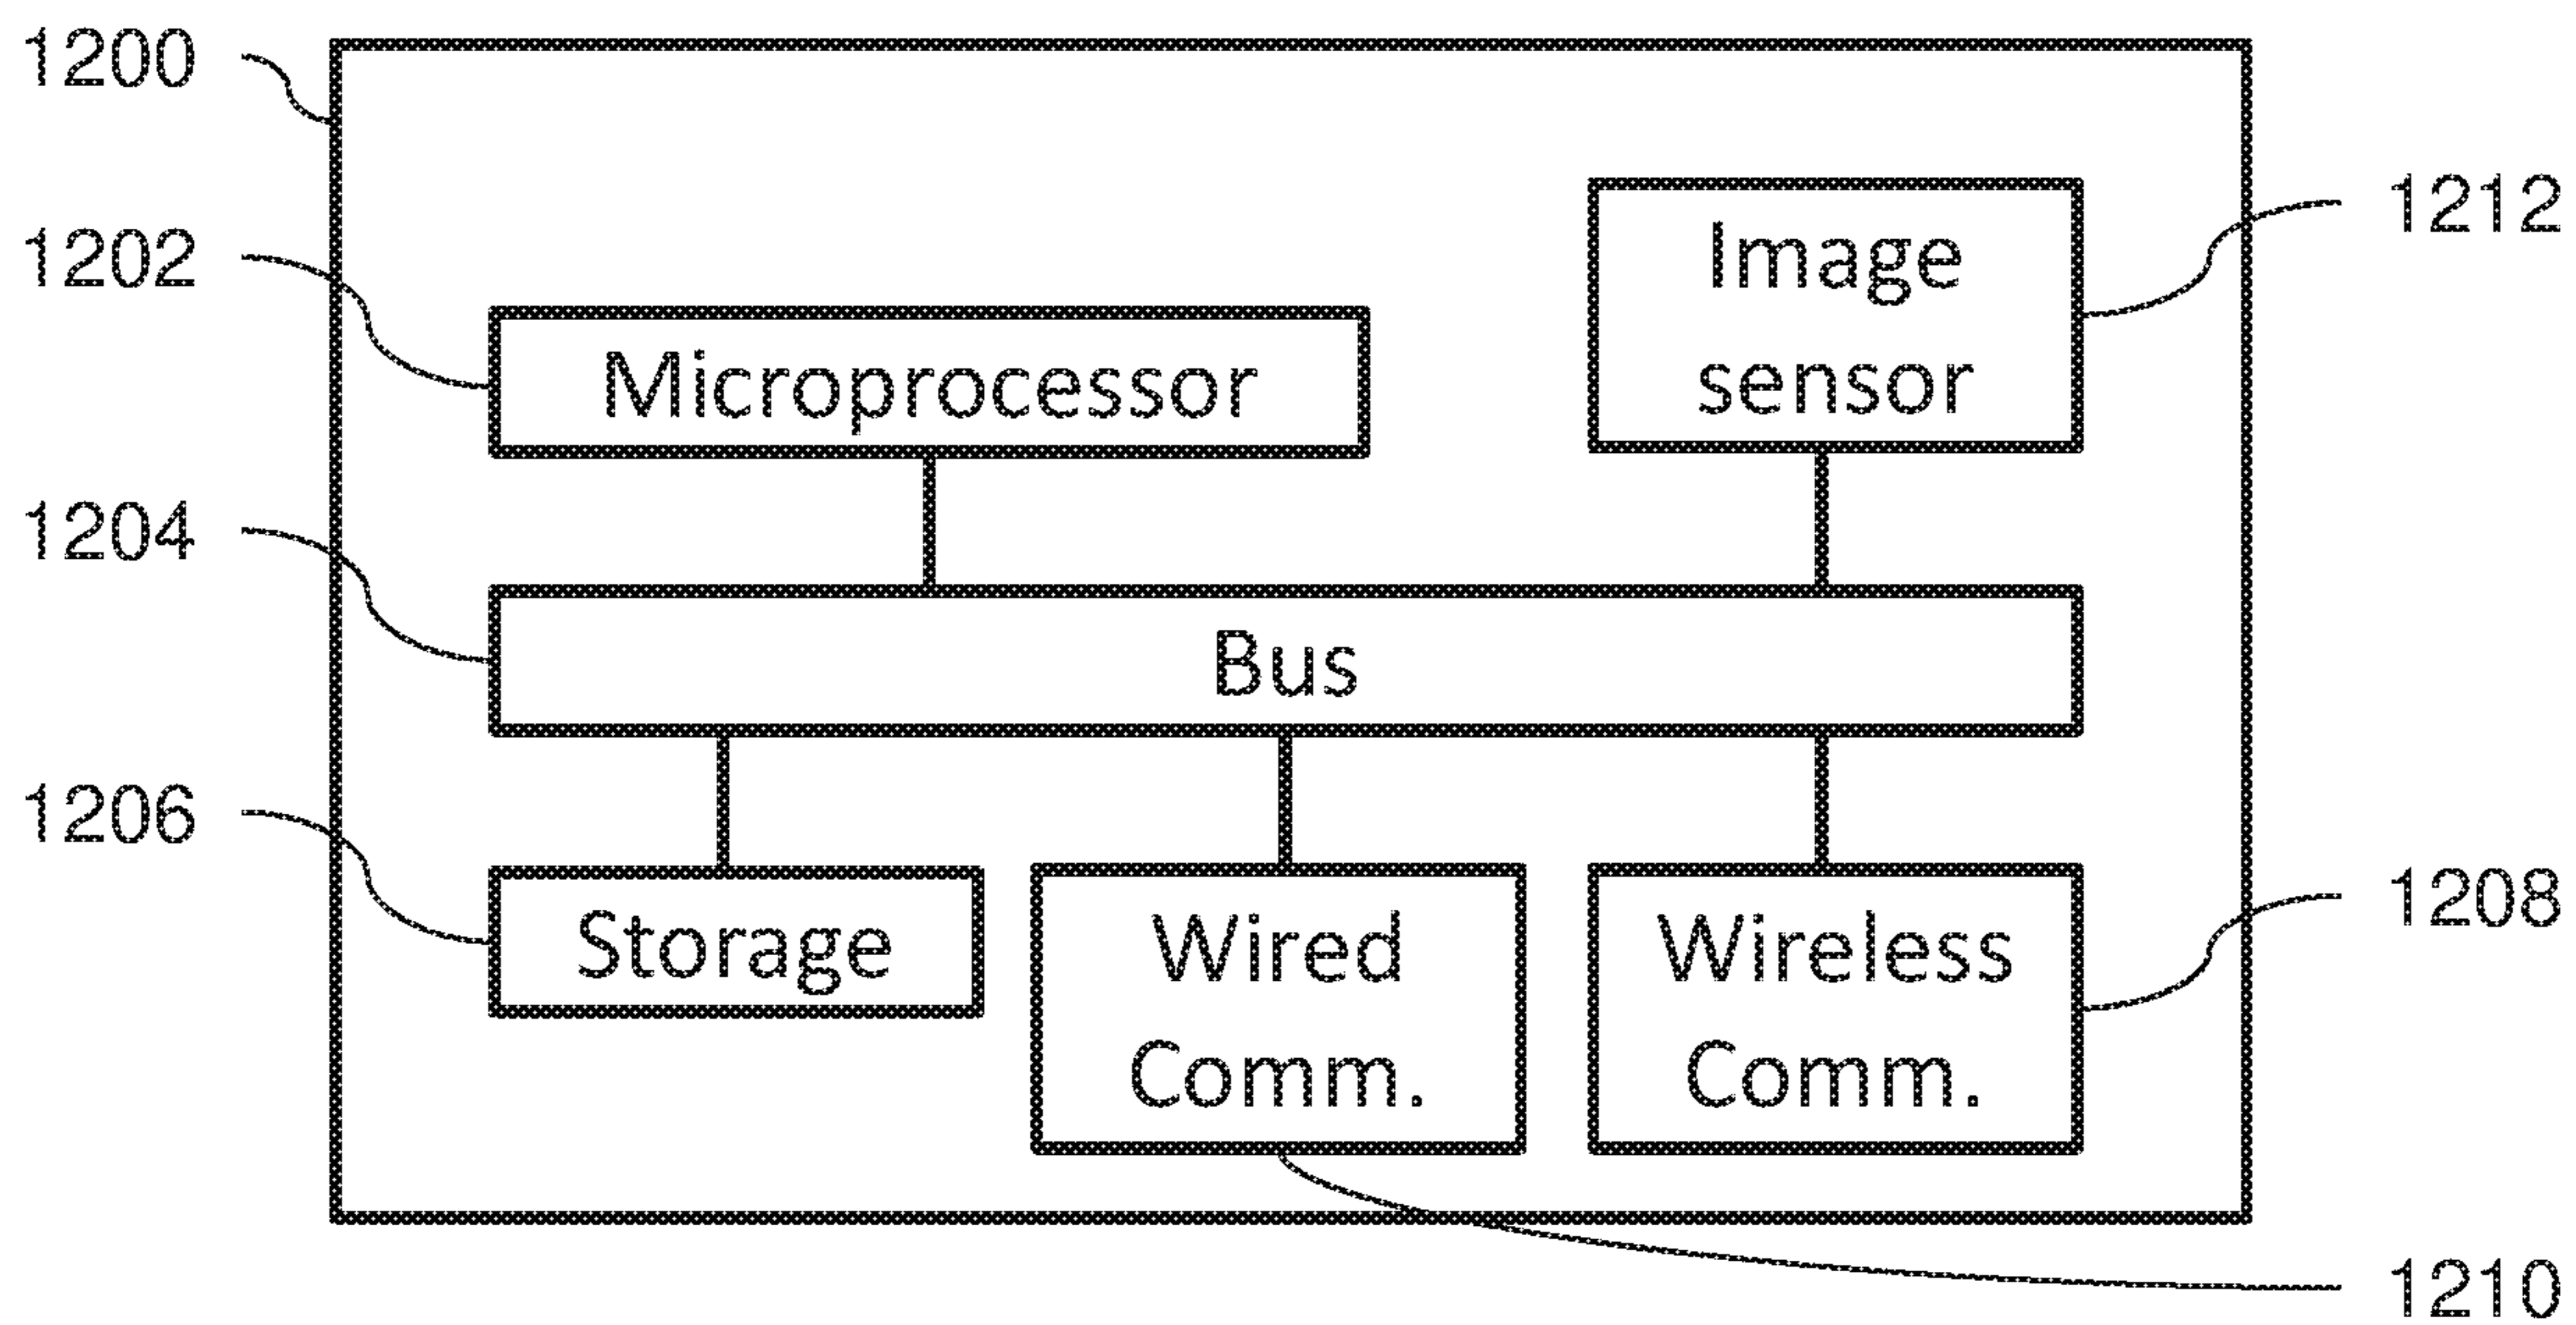 1200
1212
Image
sensor
1202
Microprocessor
1204
Bus
1206
Storage
Wired
Comm.
Wireless
Comm.
1208
1210